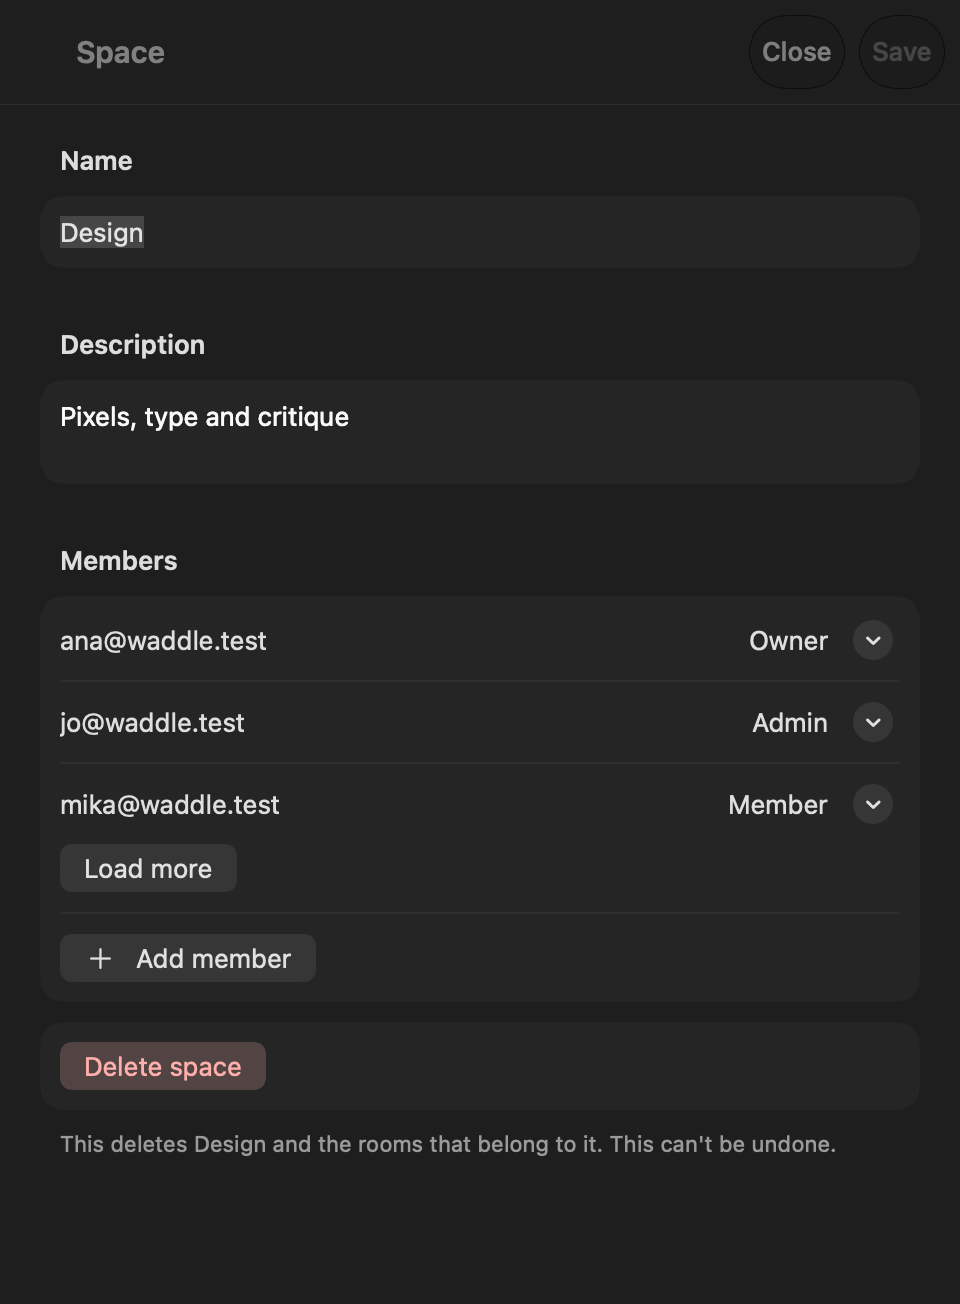 Space
Close
Save
Name
Design
Description
Pixels, type and critique
Members
ana@waddle.test
Owner
jo@waddle.test
Admin
mika@waddle.test
Member
Load more
Add member
Delete space
This deletes Design and the rooms that belong to it. This can't be undone.